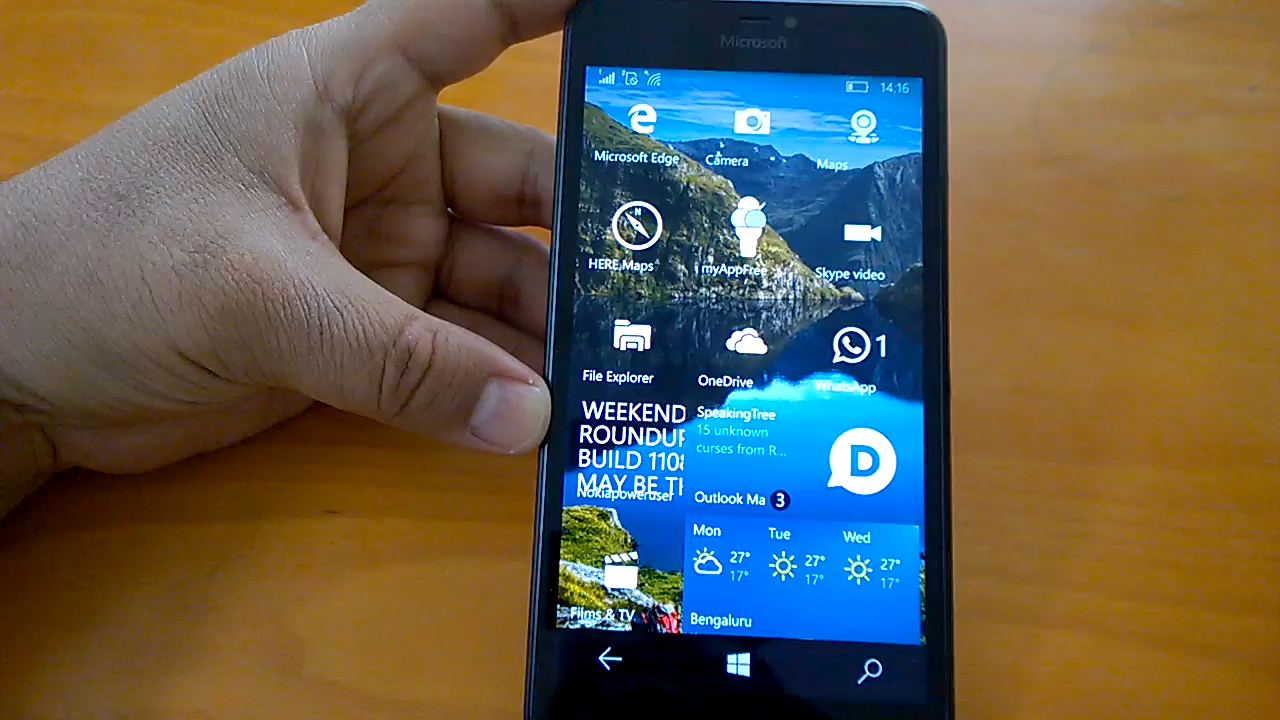 Microsoft
14:16
Microsoft Edge
Camera
Maps
N
HERE Maps
myAppFree
Skype video
1
File Explorer
OneDrive
WhatsApp
WEEKEND
ROUNDUP
BUILD 1108
MAY BE TH
Nokiapoweruser
SpeakingTree
15 unknown
curses from R...
D
Outlook Ma 3
Mon Tue Wed
27° 27° 27°
17° 17° 17°
Films & TV
Bengaluru